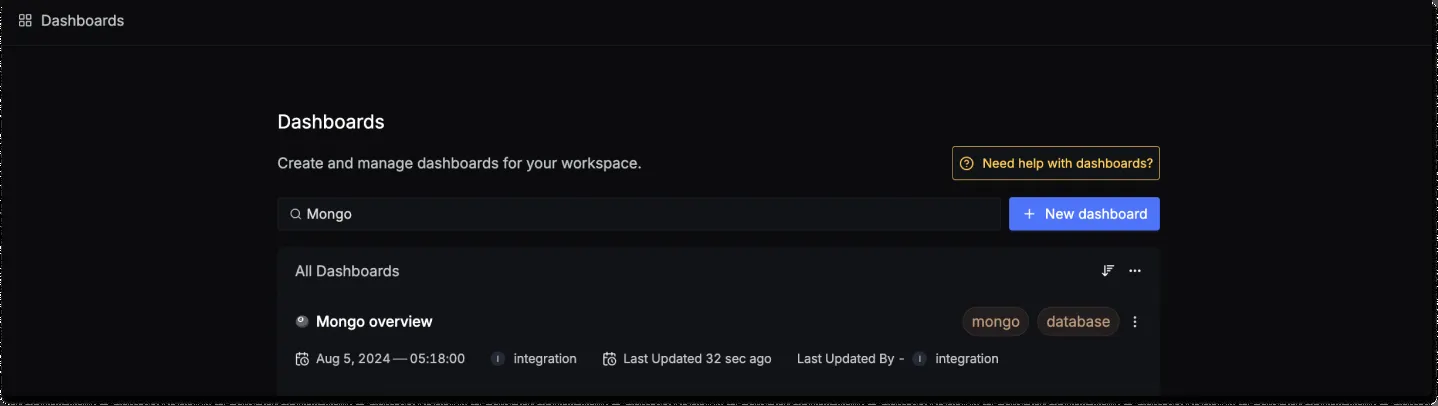 Dashboards
Dashboards
Create and manage dashboards for your workspace.
Need help with dashboards?
Mongo
+ New dashboard
All Dashboards
Mongo overview
mongo database
Aug 5, 2024 — 05:18:00 I integration Last Updated 32 sec ago Last Updated By - I integration